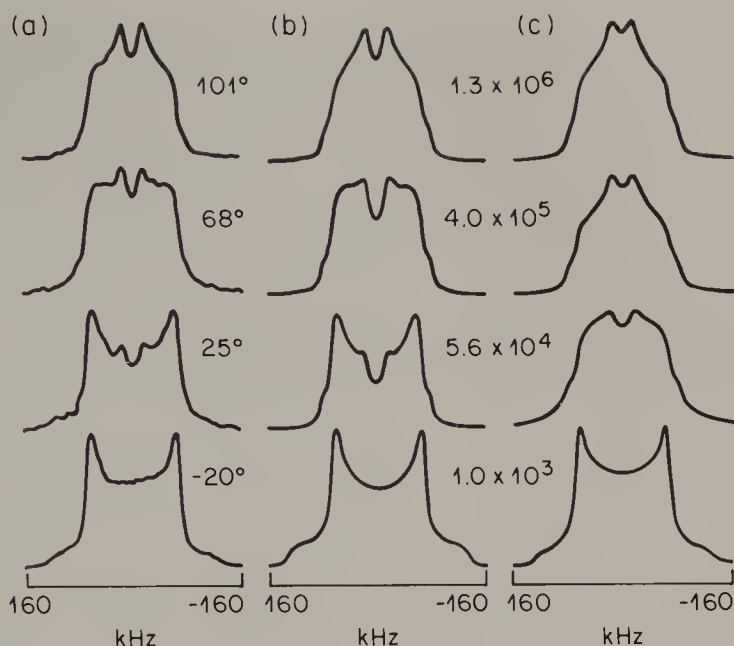 (a) (b) (c)
101° 1.3 x 10⁶
68° 4.0 x 10⁵
25° 5.6 x 10⁴
-20° 1.0 x 10³
160 -160 160 -160 160 -160
kHz kHz kHz